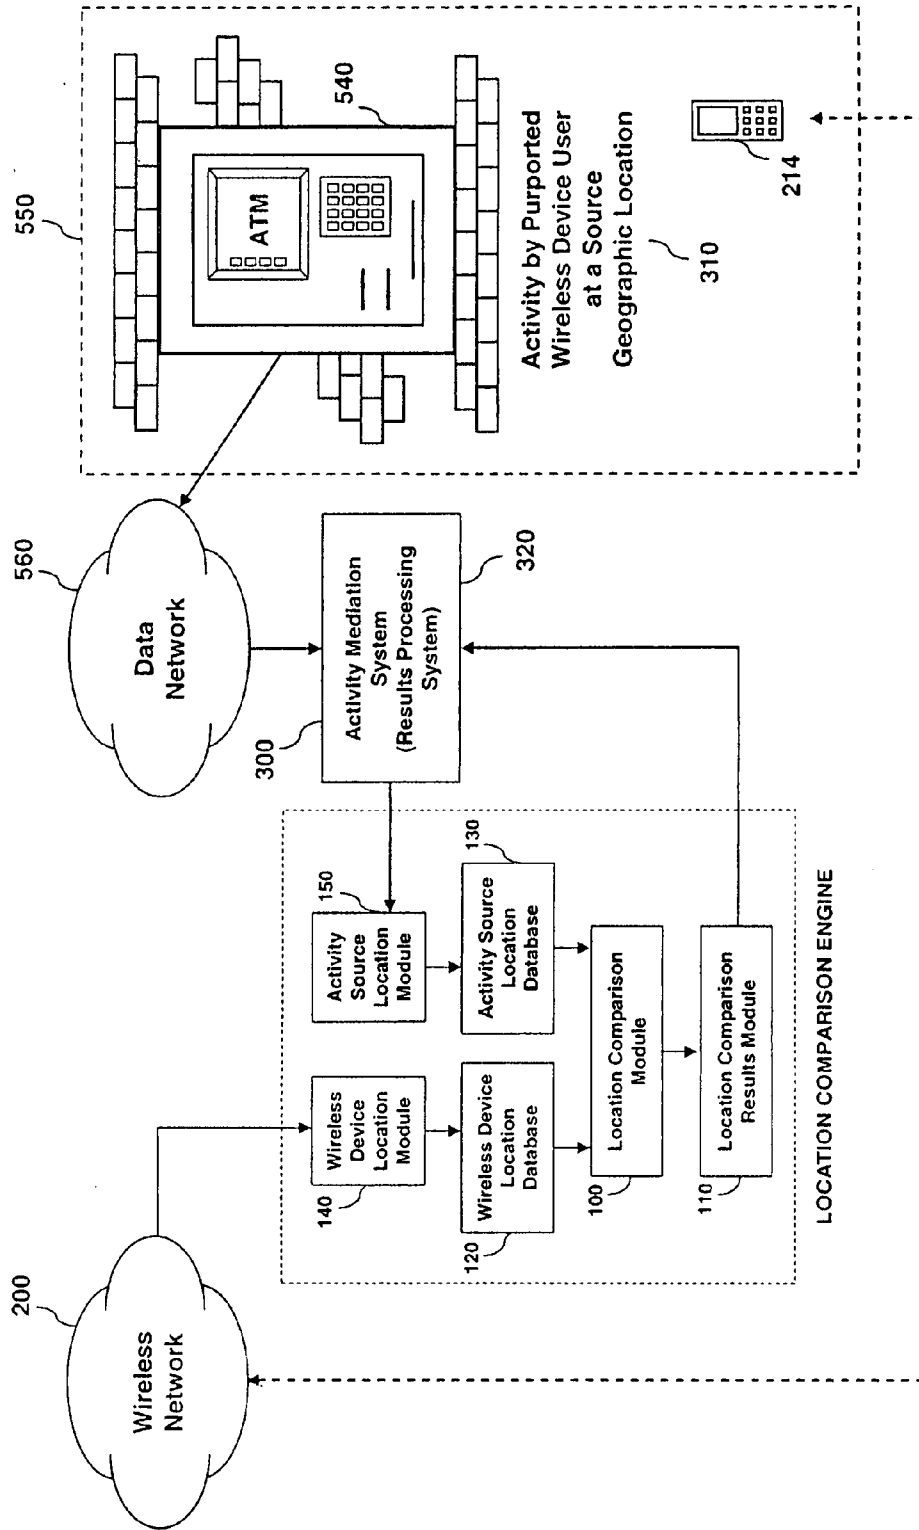 200
Wireless
Network
560
Data
Network
550
ATM
540
Activity by Purported
Wireless Device User
at a Source
Geographic Location
310
214
300
Activity Mediation
System
(Results Processing
System)
320
140
Wireless
Device
Location
Module
150
Activity
Source
Location
Module
120
Wireless Device
Location
Database
130
Activity Source
Location
Database
100
Location Comparison
Module
110
Location Comparison
Results Module
LOCATION COMPARISON ENGINE